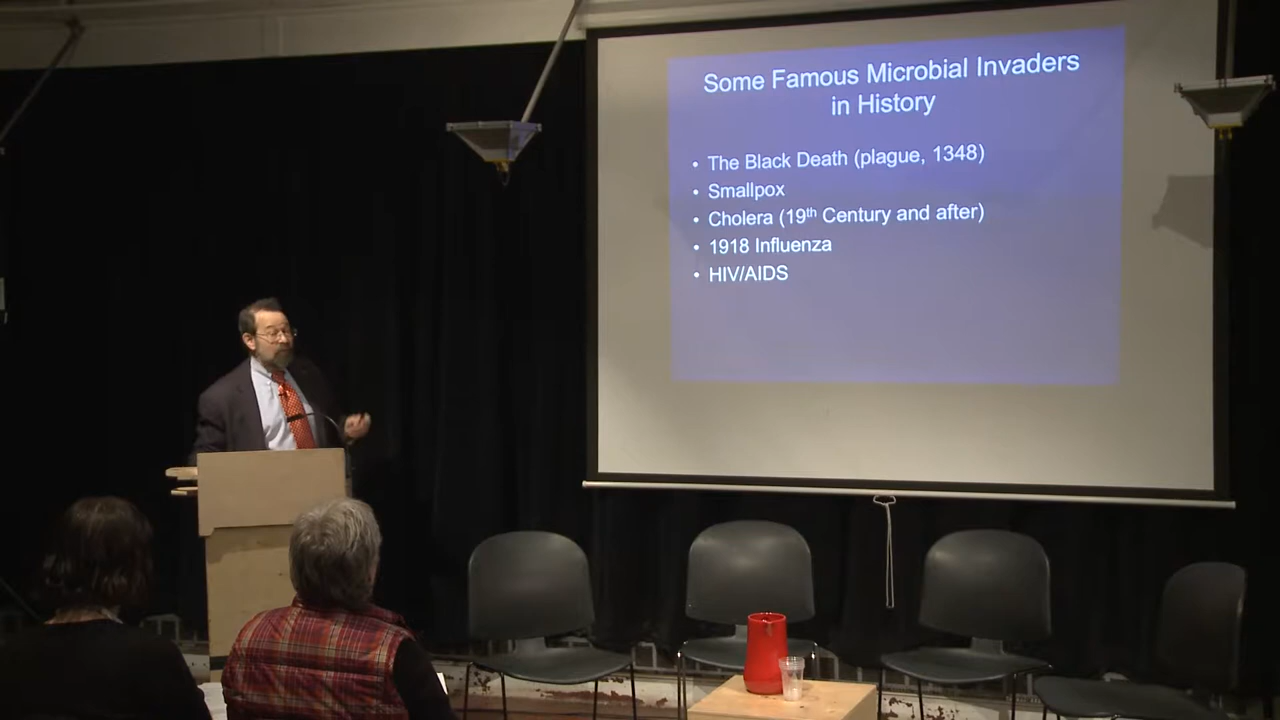 Some Famous Microbial Invaders
in History
• The Black Death (plague, 1348)
• Smallpox
• Cholera (19th Century and after)
• 1918 Influenza
• HIV/AIDS